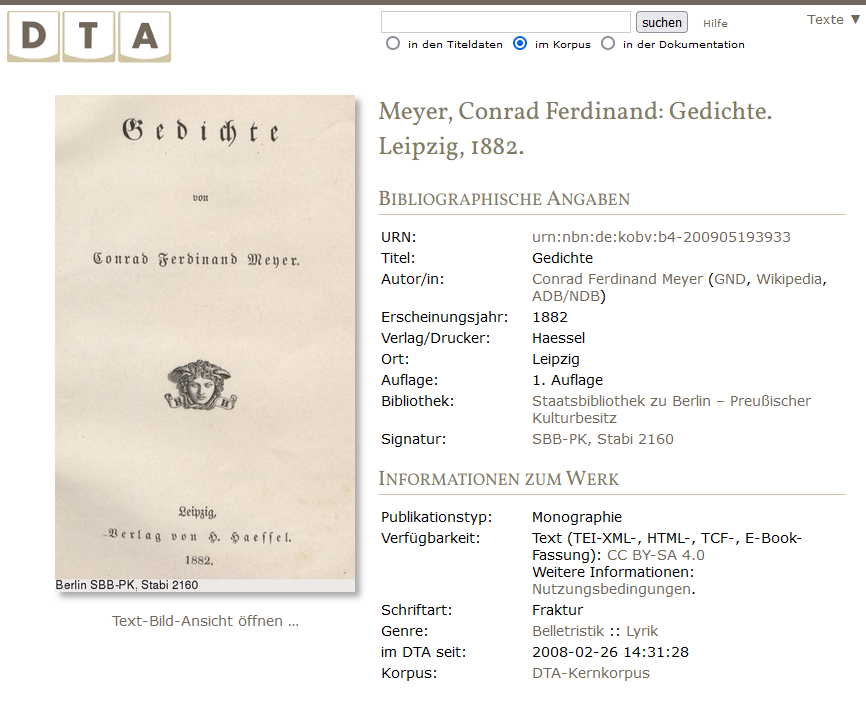 DTA
suchen Hilfe
Texte ▼
in den Titeldaten im Korpus in der Dokumentation
Gedichte
von
Conrad Ferdinand Meyer.
H H
Leipzig,
Verlag von H. Haessel.
1882.
Berlin SBB-PK, Stabi 2160
Text-Bild-Ansicht öffnen ...
Meyer, Conrad Ferdinand: Gedichte.
Leipzig, 1882.
Bibliographische Angaben
URN: urn:nbn:de:kobv:b4-200905193933
Titel: Gedichte
Autor/in: Conrad Ferdinand Meyer (GND, Wikipedia,
ADB/NDB)
Erscheinungsjahr: 1882
Verlag/Drucker: Haessel
Ort: Leipzig
Auflage: 1. Auflage
Bibliothek: Staatsbibliothek zu Berlin – Preußischer
Kulturbesitz
Signatur: SBB-PK, Stabi 2160
Informationen zum Werk
Publikationstyp: Monographie
Verfügbarkeit: Text (TEI-XML-, HTML-, TCF-, E-Book-
Fassung): CC BY-SA 4.0
Weitere Informationen:
Nutzungsbedingungen.
Schriftart: Fraktur
Genre: Belletristik :: Lyrik
im DTA seit: 2008-02-26 14:31:28
Korpus: DTA-Kernkorpus